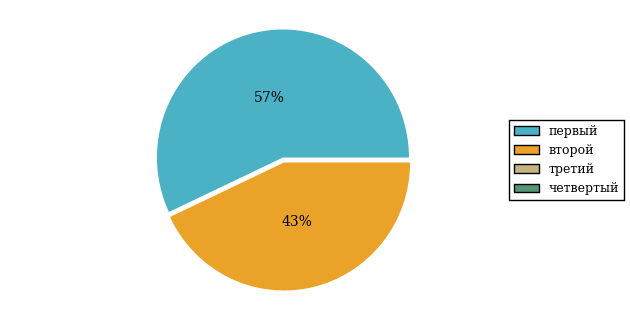 57%
43%
первый
второй
третий
четвертый